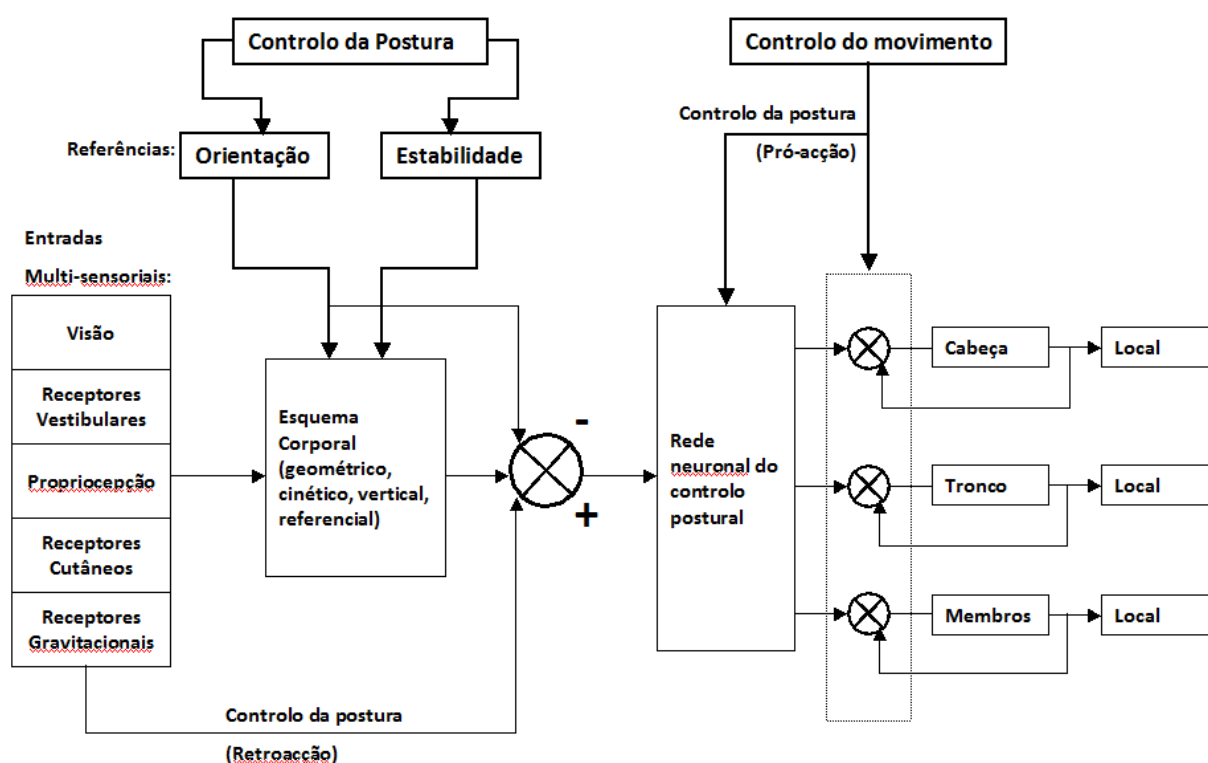 Controlo da Postura
Controlo do movimento
Controlo da postura
(Pró-acção)
Referências:
Orientação
Estabilidade
Entradas
Multi-sensoriais:
Visão
Receptores
Vestibulares
Propriocepção
Receptores
Cutâneos
Receptores
Gravitacionais
Esquema
Corporal
(geométrico,
cinético, vertical,
referencial)
-
+
Rede
neuronal do
controlo
postural
Cabeça
Local
Tronco
Local
Membros
Local
Controlo da postura
(Retroacção)